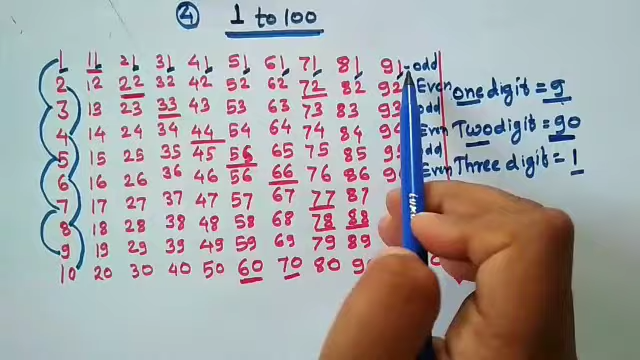 ④ 1 to 100
1 11 21 31 41 51 61 71 81 91 - odd
2 12 22 32 42 52 62 72 82 92 Even One digit = 9
3 13 23 33 43 53 63 73 83 93 odd
4 14 24 34 44 54 64 74 84 94 Even Two digit = 90
5 15 25 35 45 55 65 75 85 95 odd
6 16 26 36 46 56 66 76 86 Even Three digit = 1
7 17 27 37 47 57 67 77 87
8 18 28 38 48 58 68 78 88
9 19 29 39 49 59 69 79 89
10 20 30 40 50 60 70 80